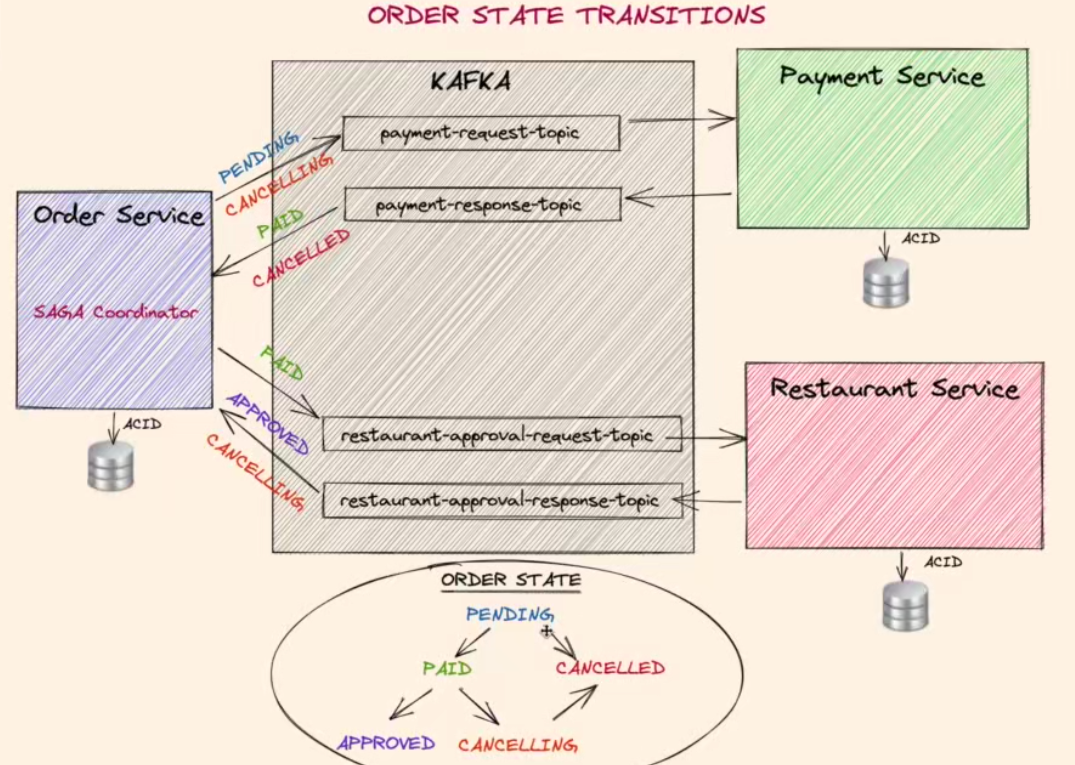 ORDER STATE TRANSITIONS
KAFKA
Payment Service
payment-request-topic
PENDING
CANCELLING
payment-response-topic
PAID
CANCELLED
ACID
Order Service
SAGA Coordinator
ACID
PAID
APPROVED
CANCELLING
restaurant-approval-request-topic
restaurant-approval-response-topic
Restaurant Service
ACID
ORDER STATE
PENDING
PAID
CANCELLED
APPROVED
CANCELLING